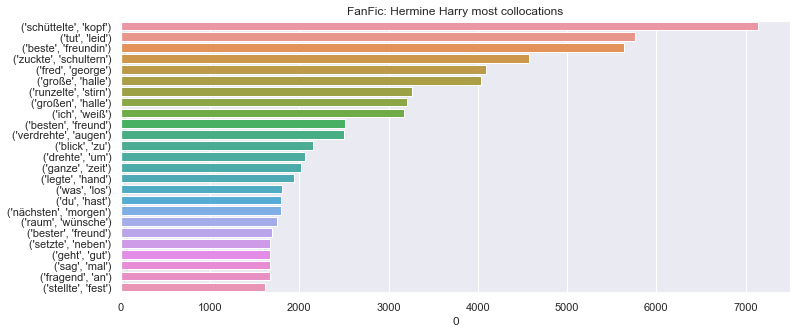 FanFic: Hermine Harry most collocations
('schüttelte', 'kopf')
('tut', 'leid')
('beste', 'freundin')
('zuckte', 'schultern')
('fred', 'george')
('große', 'halle')
('runzelte', 'stirn')
('großen', 'halle')
('ich', 'weiß')
('besten', 'freund')
('verdrehte', 'augen')
('blick', 'zu')
('drehte', 'um')
('ganze', 'zeit')
('legte', 'hand')
('was', 'los')
('du', 'hast')
('nächsten', 'morgen')
('raum', 'wünsche')
('bester', 'freund')
('setzte', 'neben')
('geht', 'gut')
('sag', 'mal')
('fragend', 'an')
('stellte', 'fest')
0 1000 2000 3000 4000 5000 6000 7000
0